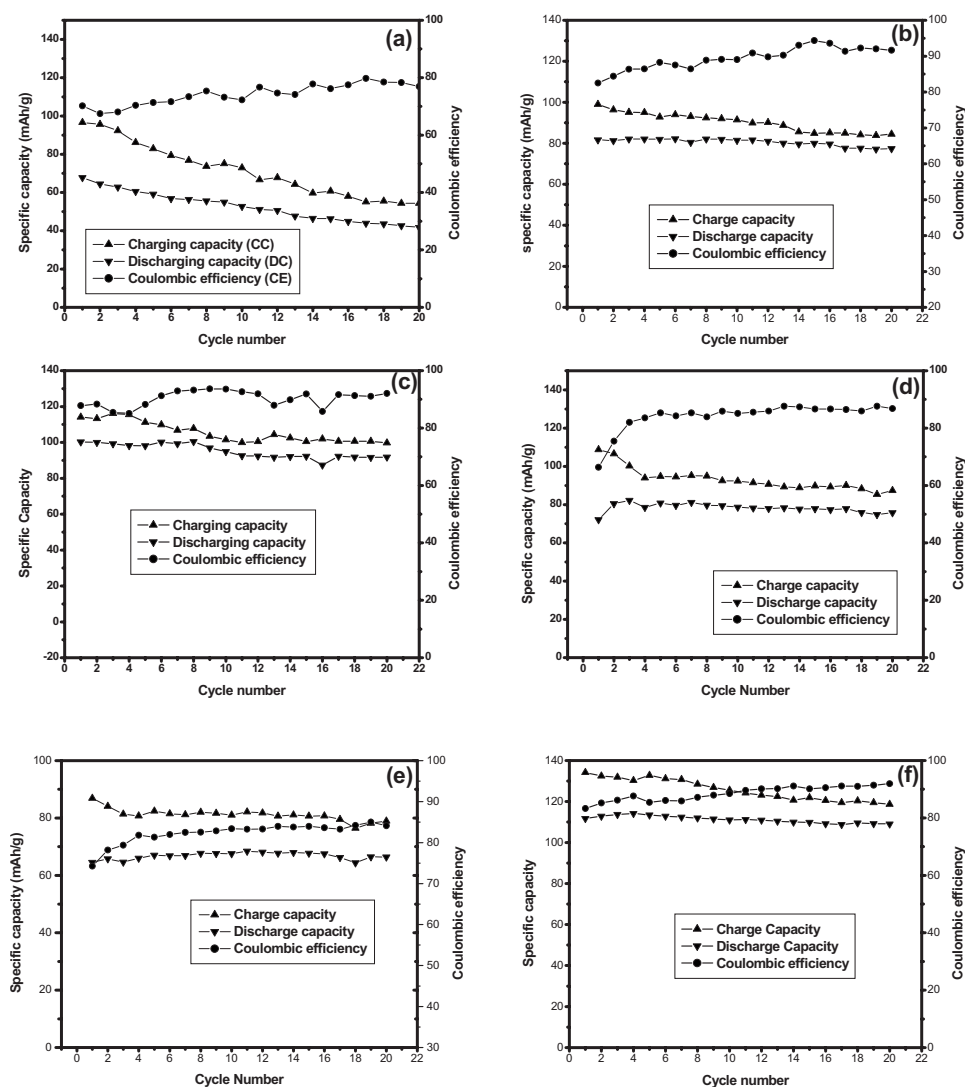 (a)
Specific capacity (mAh/g)
140
120
100
80
60
40
20
0
100
80
60
40
20
0
Coulombic efficiency
Charging capacity (CC)
Discharging capacity (DC)
Coulombic efficiency (CE)
0 2 4 6 8 10 12 14 16 18 20
Cycle number
(b)
specific capacity (mAh/g)
140
120
100
80
60
40
20
0
100
90
80
70
60
50
40
30
20
Coulombic efficiency
Charge capacity
Discharge capacity
Coulombic efficiency
0 2 4 6 8 10 12 14 16 18 20 22
Cycle number
(c)
Specific Capacity
140
120
100
80
60
40
20
0
-20
100
80
60
40
20
0
Coulombic efficiency
Charging capacity
Discharging capacity
Coulombic efficiency
0 2 4 6 8 10 12 14 16 18 20 22
Cycle number
(d)
Specific capacity (mAh/g)
140
120
100
80
60
40
20
0
100
80
60
40
20
0
Coulombic efficiency
Charge capacity
Discharge capacity
Coulombic efficiency
0 2 4 6 8 10 12 14 16 18 20 22
Cycle Number
(e)
Specific capacity (mAh/g)
100
80
60
40
20
0
100
90
80
70
60
50
40
30
Coulombic efficiency
Charge capacity
Discharge capacity
Coulombic efficiency
0 2 4 6 8 10 12 14 16 18 20 22
Cycle Number
(f)
Specific capacity
140
120
100
80
60
40
20
0
100
80
60
40
20
0
Coulombic efficiency
Charge Capacity
Discharge Capacity
Coulombic efficiency
0 2 4 6 8 10 12 14 16 18 20 22
Cycle number